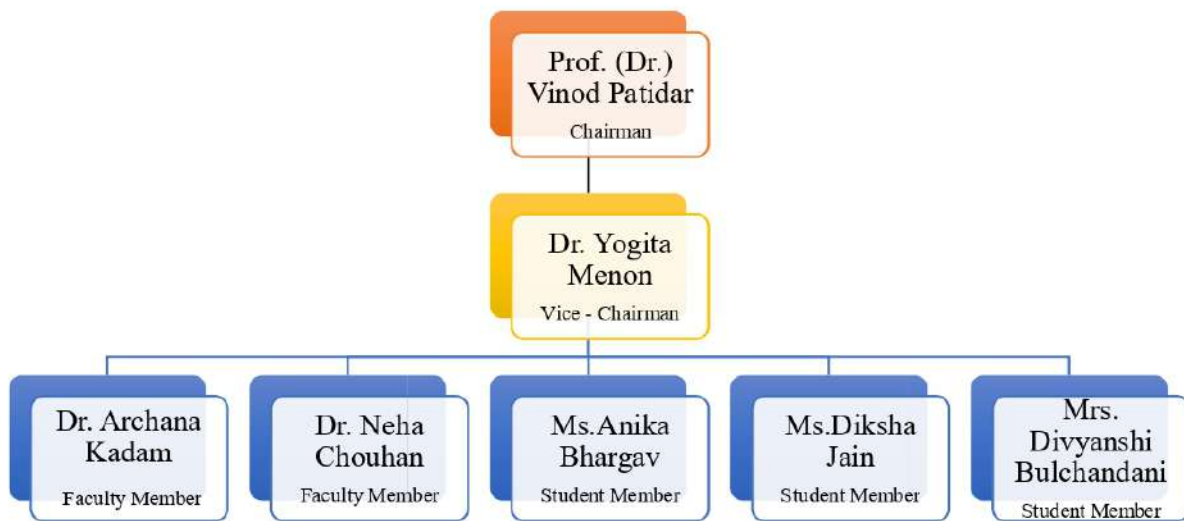 Prof. (Dr.)
Vinod Patidar
Chairman
Dr. Yogita
Menon
Vice - Chairman
Dr. Archana
Kadam
Faculty Member
Dr. Neha
Chouhan
Faculty Member
Ms.Anika
Bhargav
Student Member
Ms.Diksha
Jain
Student Member
Mrs.
Divyanshi
Bulchandani
Student Member